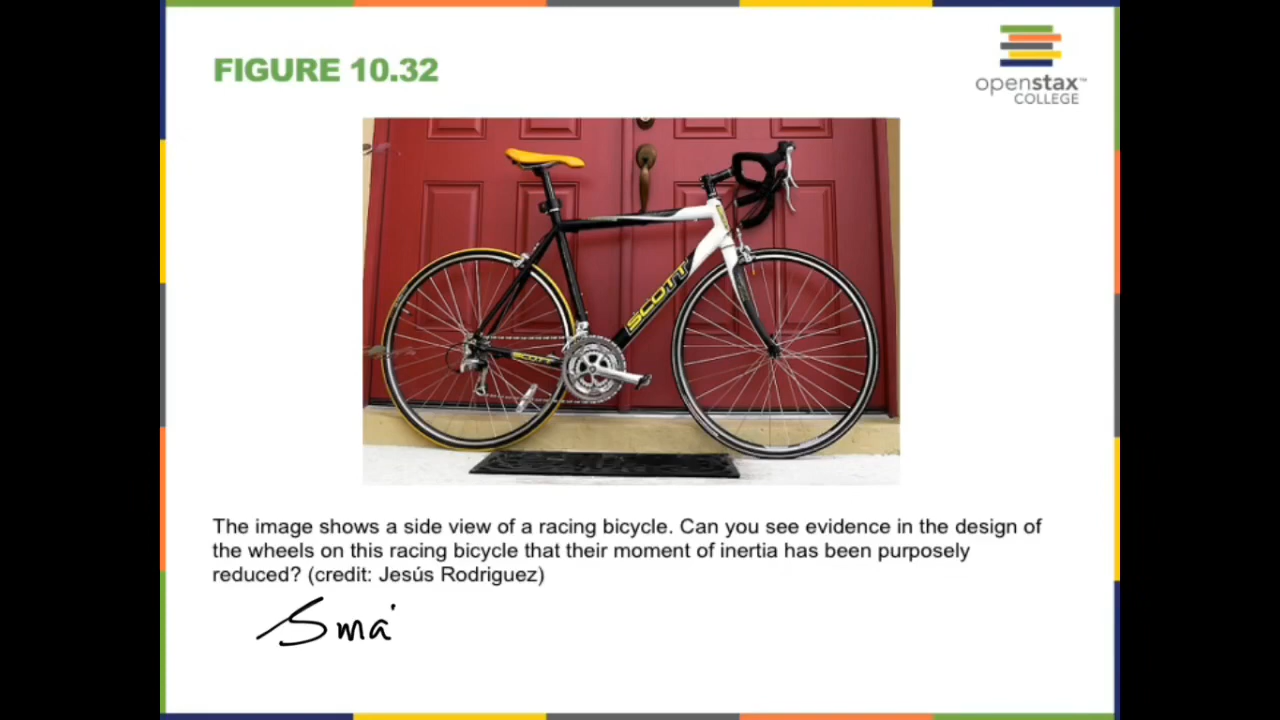 FIGURE 10.32
openstax™
COLLEGE
SCOTT
SCOTT
The image shows a side view of a racing bicycle. Can you see evidence in the design of
the wheels on this racing bicycle that their moment of inertia has been purposely
reduced? (credit: Jesús Rodriguez)
Sma